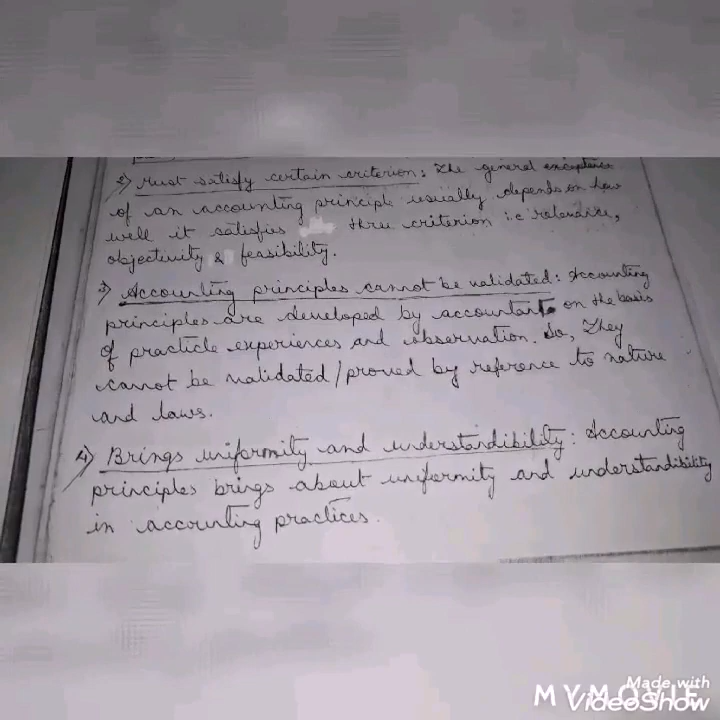 2) Must satisfy certain criterion: The general exceptance
of an accounting principle usually depends on how
well it satisfies three criterion i.e relevance,
objectivity & feasibility.
3) Accounting principles cannot be validated: Accounting
principles are developed by accountants on the basis
of practicle experiences and observation. So, They
cannot be validated/proved by reference to nature
and laws.
4) Brings uniformity and understandibility: Accounting
principles brings about uniformity and understandibility
in accounting practices.
Made with
MYMOVIE
VideoShow